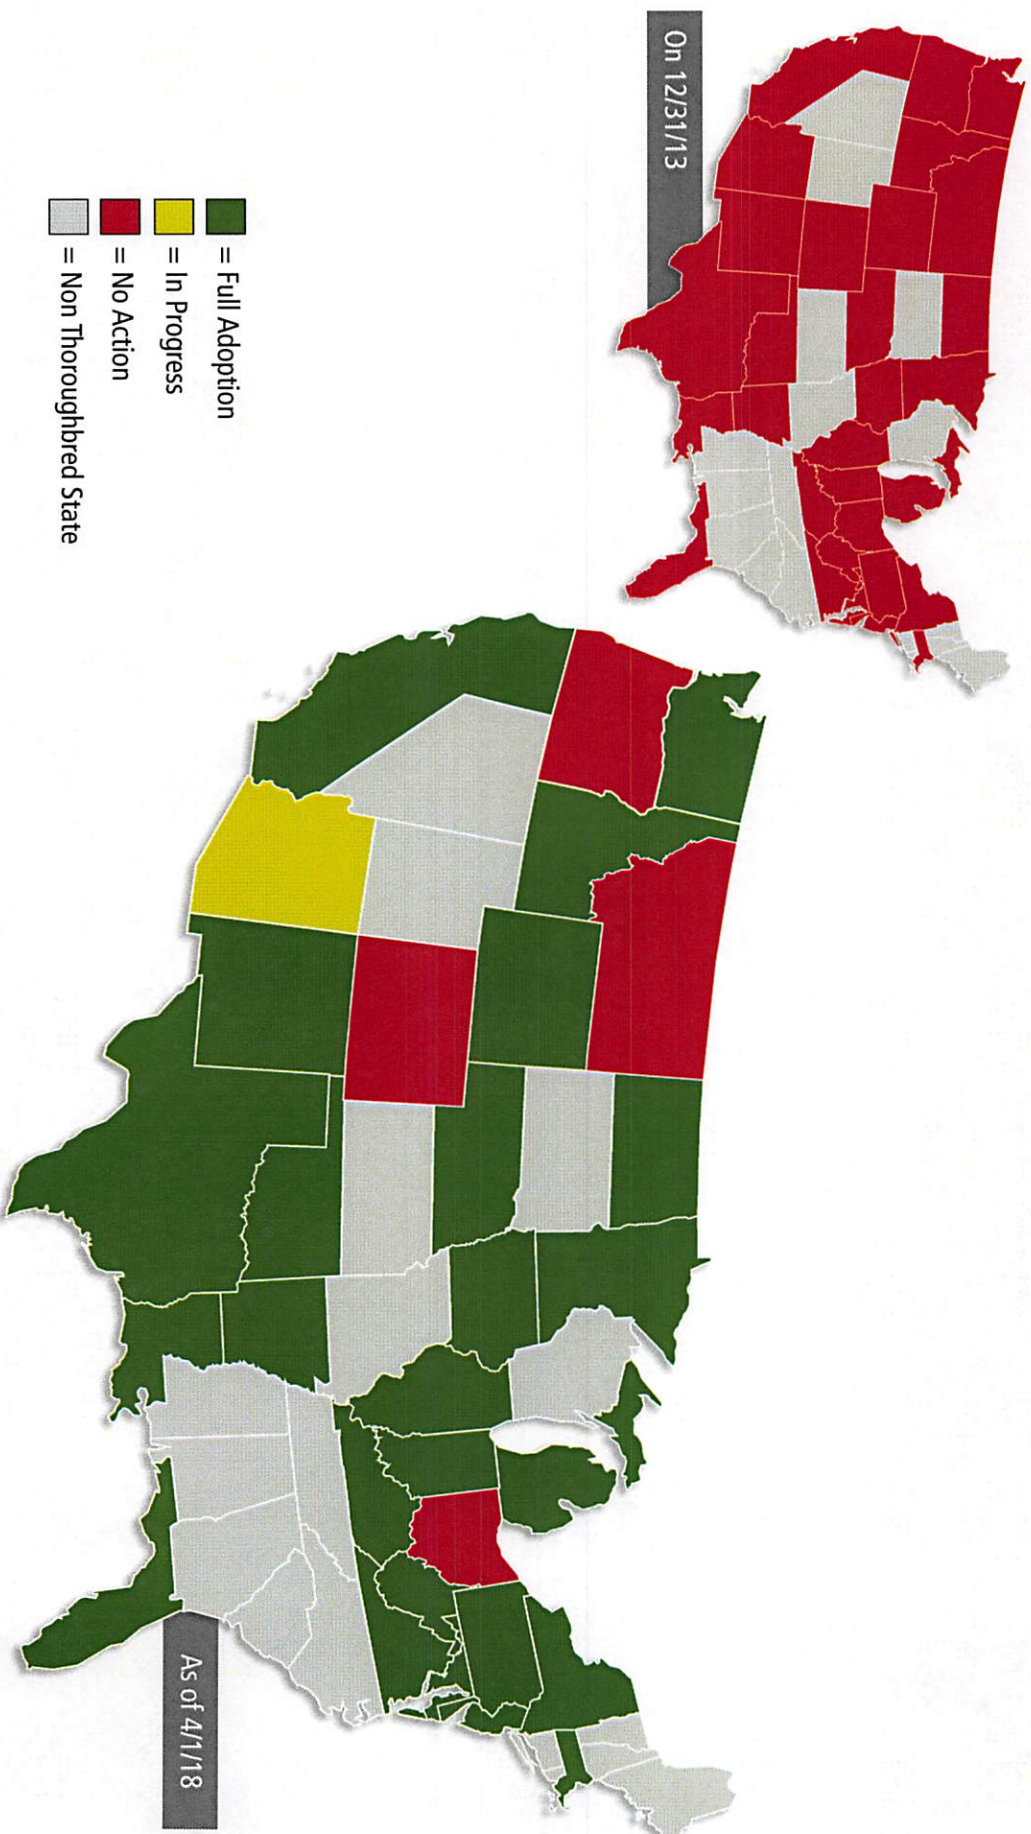 On 12/31/13
= Full Adoption
= In Progress
= No Action
= Non Thoroughbred State
As of 4/1/18